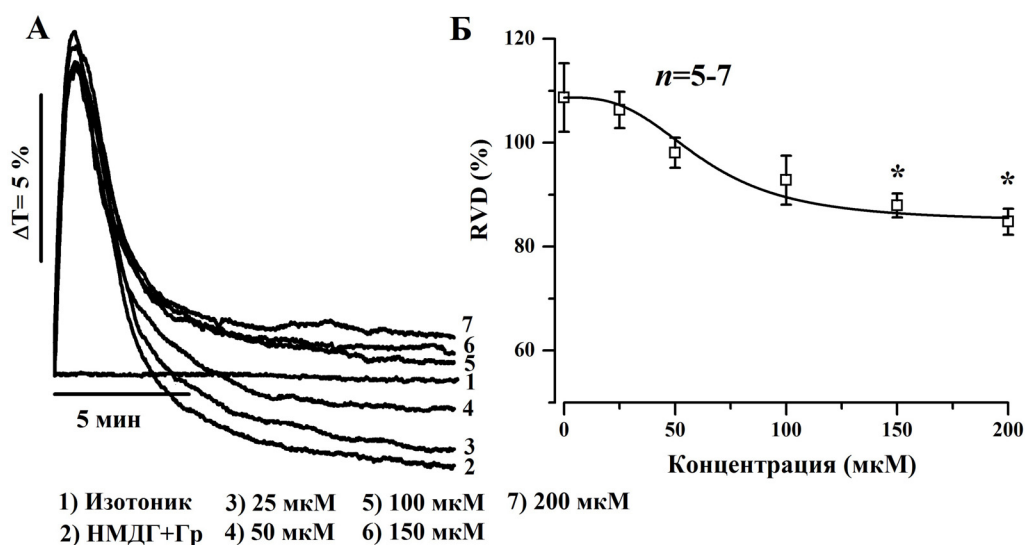 А
ΔT= 5 %
5 мин
7
6
5
1
4
3
2
1) Изотоник 3) 25 мкМ 5) 100 мкМ 7) 200 мкМ
2) НМДГ+Гр 4) 50 мкМ 6) 150 мкМ
Б
n=5-7
RVD (%)
120
100
80
60
* *
0 50 100 150 200
Концентрация (мкМ)